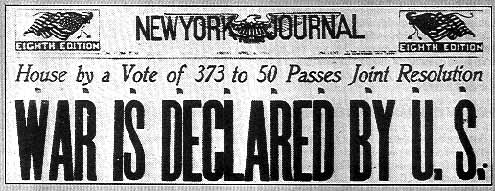 NEW YORK JOURNAL
EIGHTH EDITION
EIGHTH EDITION
House by a Vote of 373 to 50 Passes Joint Resolution
WAR IS DECLARED BY U. S.